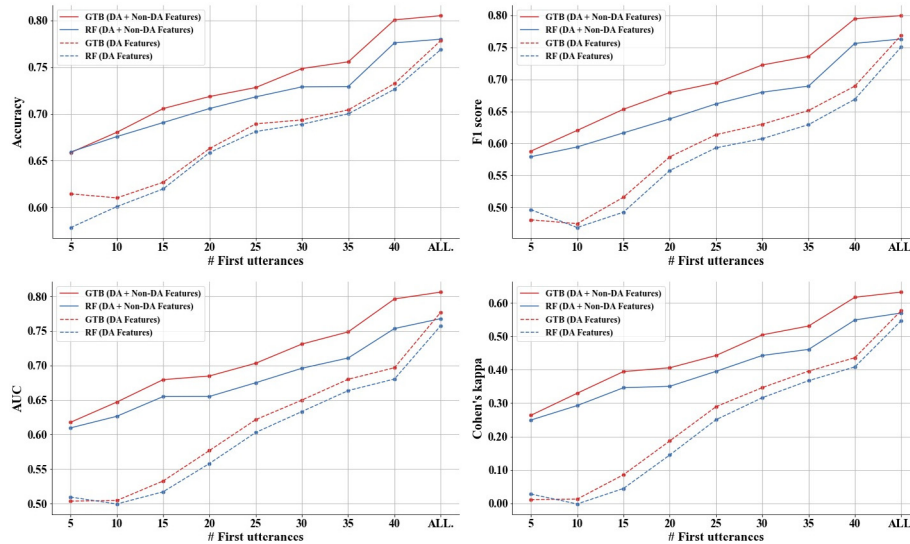 GTB (DA + Non-DA Features)
RF (DA + Non-DA Features)
GTB (DA Features)
RF (DA Features)
0.80
0.75
0.70
0.65
0.60
Accuracy
5 10 15 20 25 30 35 40 ALL.
# First utterances
GTB (DA + Non-DA Features)
RF (DA + Non-DA Features)
GTB (DA Features)
RF (DA Features)
0.80
0.75
0.70
0.65
0.60
0.55
0.50
F1 score
5 10 15 20 25 30 35 40 ALL.
# First utterances
GTB (DA + Non-DA Features)
RF (DA + Non-DA Features)
GTB (DA Features)
RF (DA Features)
0.80
0.75
0.70
0.65
0.60
0.55
0.50
AUC
5 10 15 20 25 30 35 40 ALL.
# First utterances
GTB (DA + Non-DA Features)
RF (DA + Non-DA Features)
GTB (DA Features)
RF (DA Features)
0.60
0.50
0.40
0.30
0.20
0.10
0.00
Cohen's kappa
5 10 15 20 25 30 35 40 ALL.
# First utterances